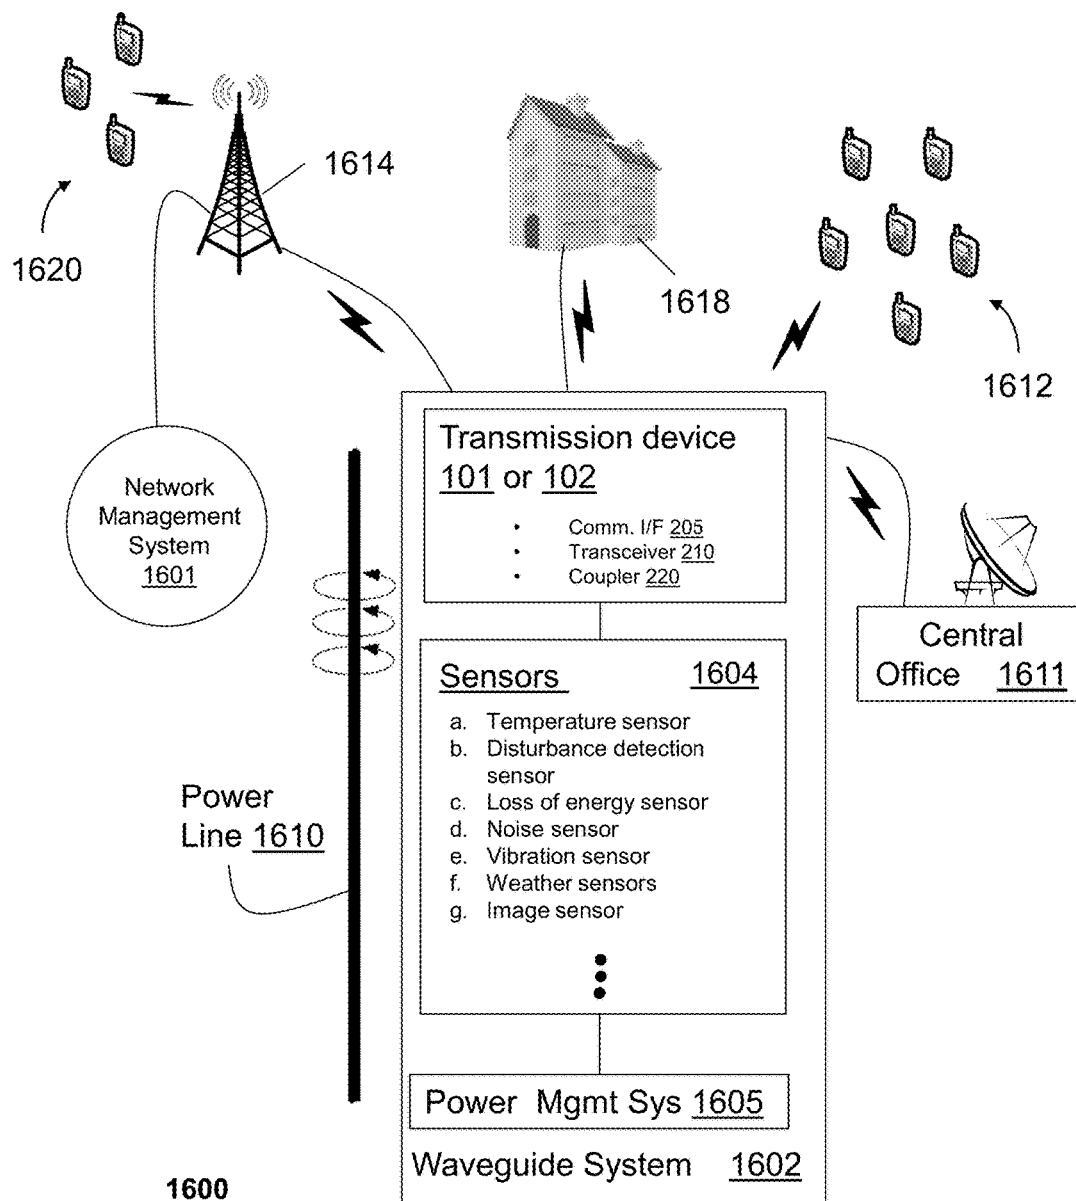 1614
1620
1618
1612
Network
Management
System
1601
Transmission device
101 or 102
• Comm. I/F 205
• Transceiver 210
• Coupler 220
Central
Office 1611
Sensors 1604
a. Temperature sensor
b. Disturbance detection
sensor
c. Loss of energy sensor
d. Noise sensor
e. Vibration sensor
f. Weather sensors
g. Image sensor
Power
Line 1610
Power Mgmt Sys 1605
Waveguide System 1602
1600